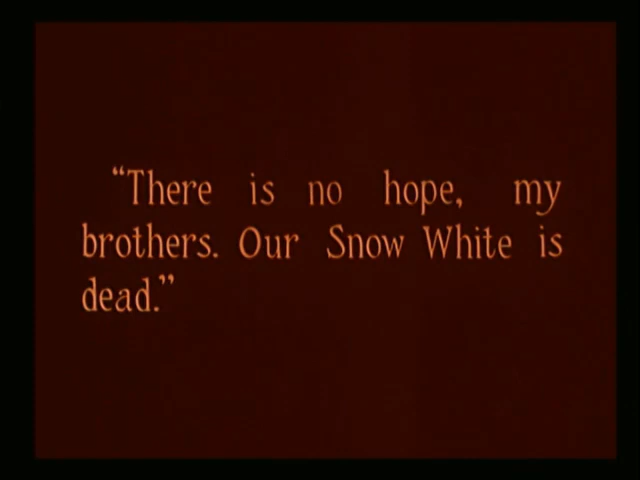 “There is no hope, my
brothers. Our Snow White is
dead.”